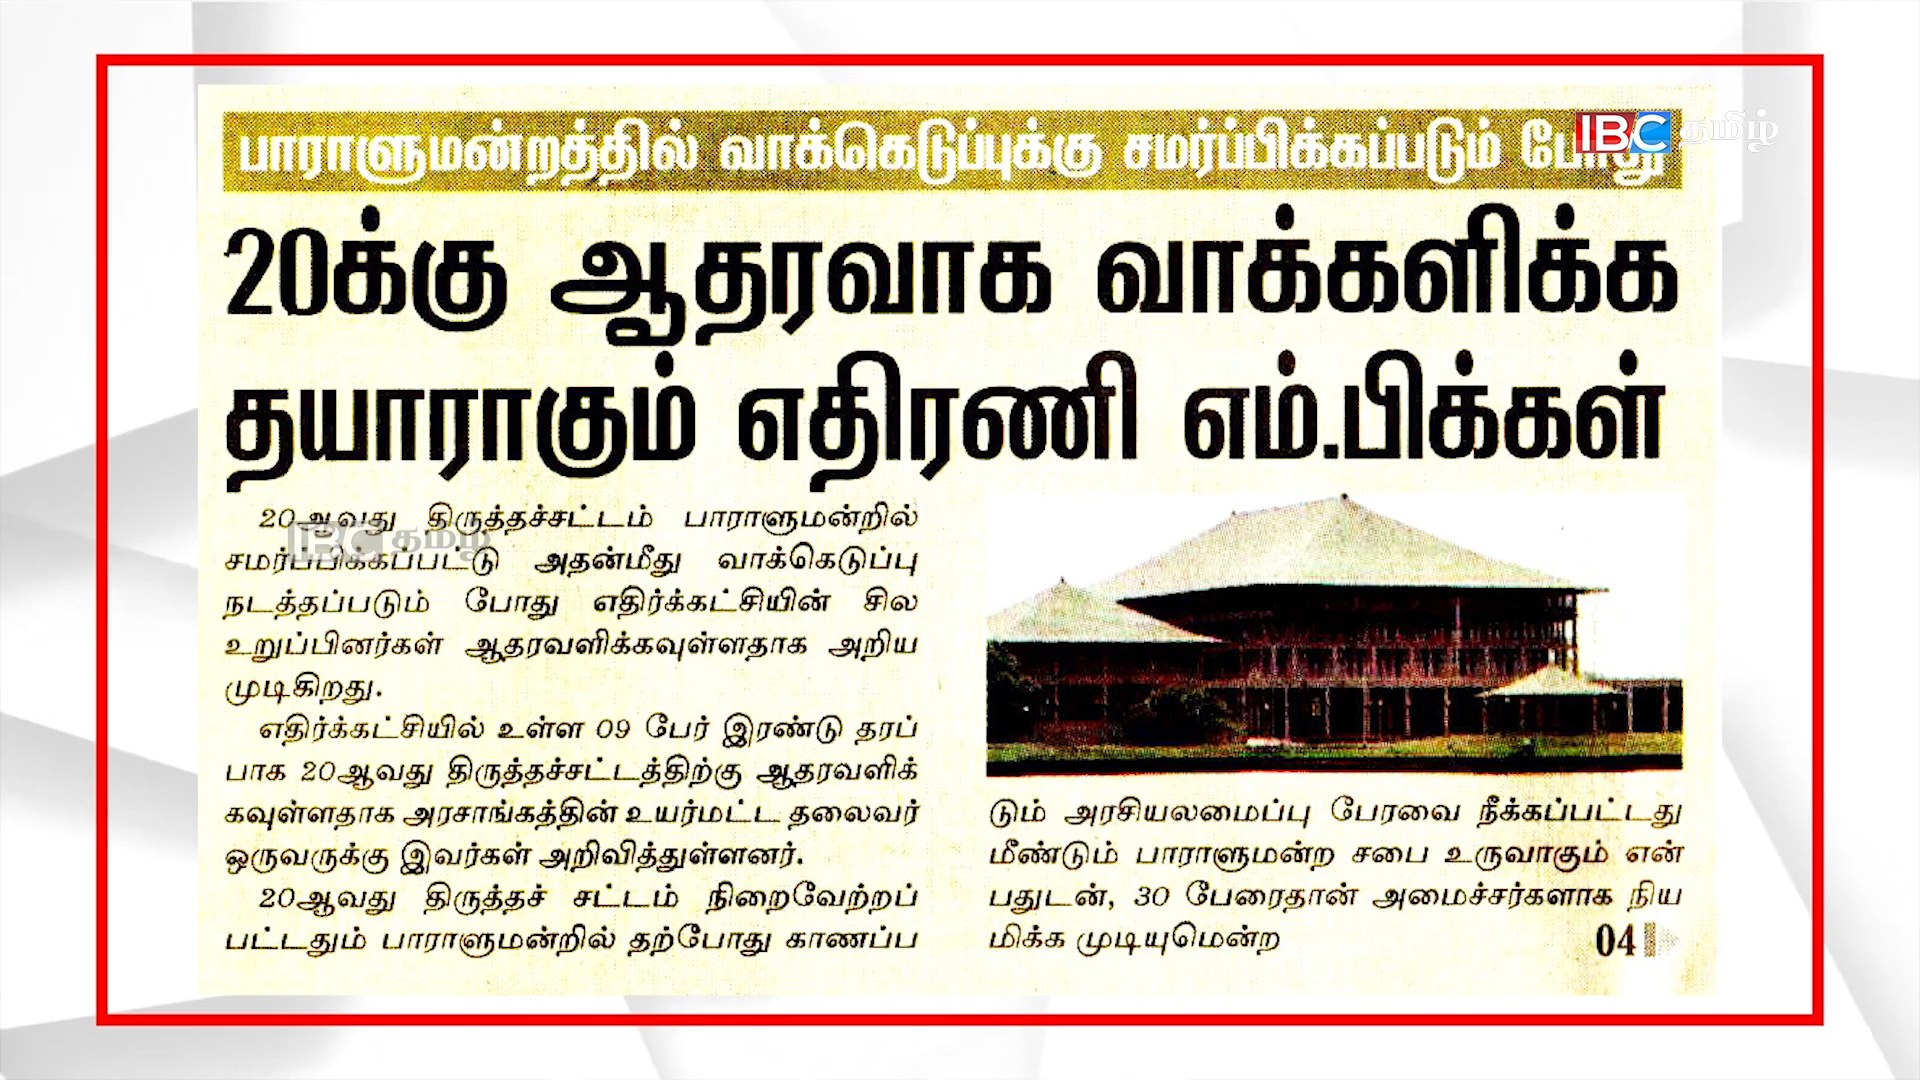 பாராளுமன்றத்தில் வாக்கெடுப்புக்கு சமர்ப்பிக்கப்படும் போது
IBC தமிழ்
20க்கு ஆதரவாக வாக்களிக்க
தயாராகும் எதிரணி எம்.பிக்கள்
20ஆவது திருத்தச்சட்டம் பாராளுமன்றில்
IBC தமிழ்
சமர்ப்பிக்கப்பட்டு அதன்மீது வாக்கெடுப்பு
நடத்தப்படும் போது எதிர்க்கட்சியின் சில
உறுப்பினர்கள் ஆதரவளிக்கவுள்ளதாக அறிய
முடிகிறது.
எதிர்க்கட்சியில் உள்ள 09 பேர் இரண்டு தரப்
பாக 20ஆவது திருத்தச்சட்டத்திற்கு ஆதரவளிக்
கவுள்ளதாக அரசாங்கத்தின் உயர்மட்ட தலைவர்
ஒருவருக்கு இவர்கள் அறிவித்துள்ளனர்.
20ஆவது திருத்தச் சட்டம் நிறைவேற்றப்
பட்டதும் பாராளுமன்றில் தற்போது காணப்ப
டும் அரசியலமைப்பு பேரவை நீக்கப்பட்டது
மீண்டும் பாராளுமன்ற சபை உருவாகும் என்
பதுடன், 30 பேரைதான் அமைச்சர்களாக நிய
மிக்க முடியுமென்ற
04